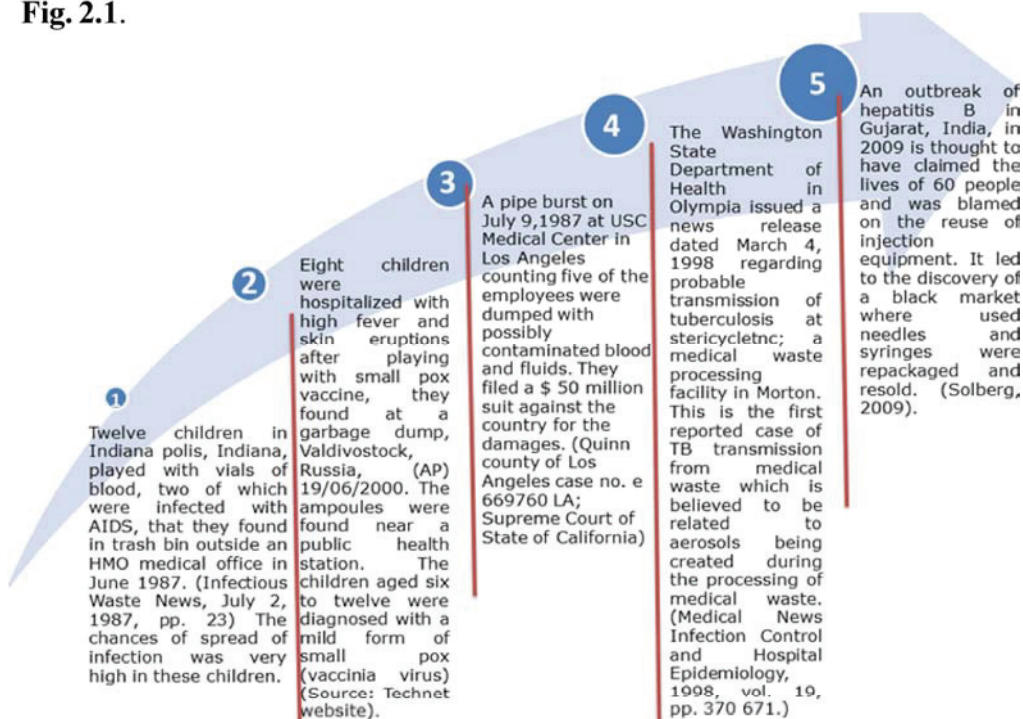 Fig. 2.1.
1
Twelve children in
Indiana polis, Indiana,
played with vials of
blood, two of which
were infected with
AIDS, that they found
in trash bin outside an
HMO medical office in
June 1987. (Infectious
Waste News, July 2,
1987, pp. 23) The
chances of spread of
infection was very
high in these children.
2
Eight children
were
hospitalized with
high fever and
skin eruptions
after playing
with small pox
vaccine, they
found at a
garbage dump,
Valdivostock,
Russia, (AP)
19/06/2000. The
ampoules were
found near a
public health
station. The
children aged six
to twelve were
diagnosed with a
mild form of
small pox
(vaccinia virus)
(Source: Technet
website).
3
A pipe burst on
July 9,1987 at USC
Medical Center in
Los Angeles
counting five of the
employees were
dumped with
possibly
contaminated blood
and fluids. They
filed a $ 50 million
suit against the
country for the
damages. (Quinn
county of Los
Angeles case no. e
669760 LA;
Supreme Court of
State of California)
4
The Washington
State
Department of
Health in
Olympia issued a
news release
dated March 4,
1998 regarding
probable
transmission of
tuberculosis at
stericycletnc; a
medical waste
processing
facility in Morton.
This is the first
reported case of
TB transmission
from medical
waste which is
believed to be
related to
aerosols being
created during
the processing of
medical waste.
(Medical News
Infection Control
and Hospital
Epidemiology,
1998, vol. 19,
pp. 370 671.)
5
An outbreak of
hepatitis B in
Gujarat, India, in
2009 is thought to
have claimed the
lives of 60 people
and was blamed
on the reuse of
injection
equipment. It led
to the discovery of
a black market
where used
needles and
syringes were
repackaged and
resold. (Solberg,
2009).